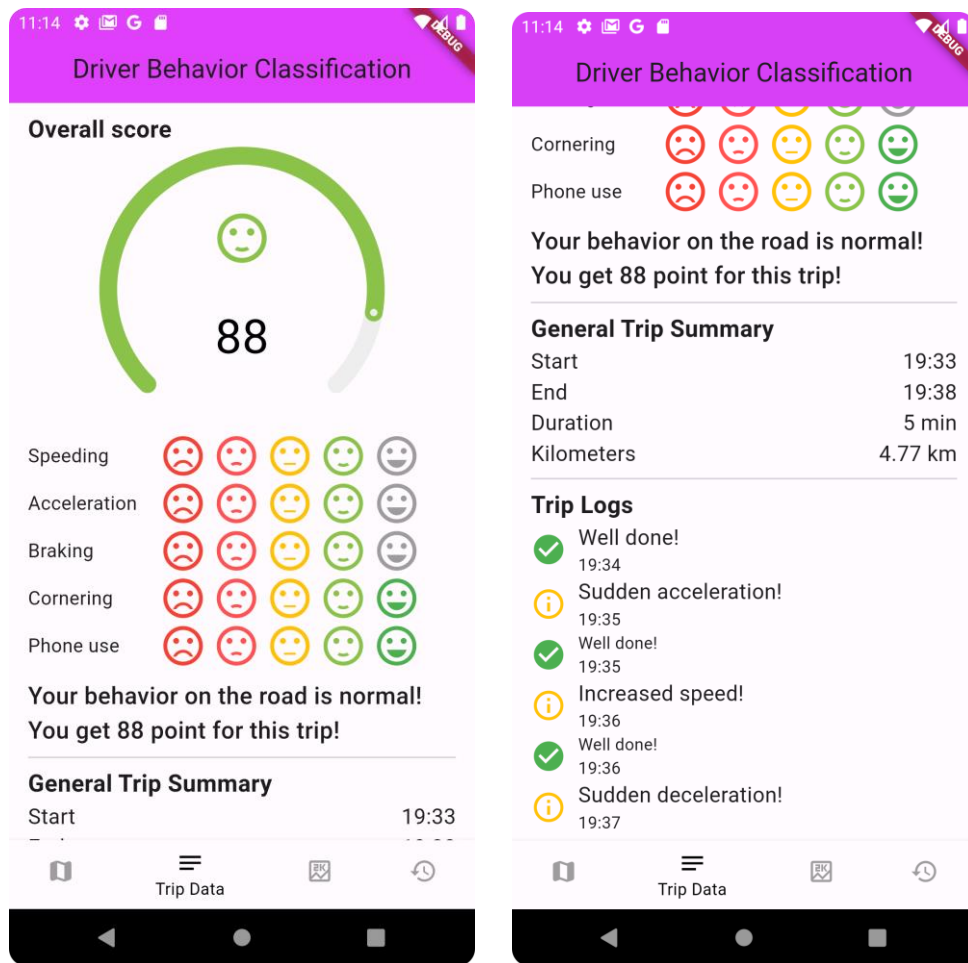 11:14 G
DEBUG
Driver Behavior Classification
Overall score
88
Speeding
Acceleration
Braking
Cornering
Phone use
Your behavior on the road is normal!
You get 88 point for this trip!
General Trip Summary
Start 19:33
Trip Data
11:14 G
DEBUG
Driver Behavior Classification
Cornering
Phone use
Your behavior on the road is normal!
You get 88 point for this trip!
General Trip Summary
Start 19:33
End 19:38
Duration 5 min
Kilometers 4.77 km
Trip Logs
Well done!
19:34
Sudden acceleration!
19:35
Well done!
19:35
Increased speed!
19:36
Well done!
19:36
Sudden deceleration!
19:37
Trip Data